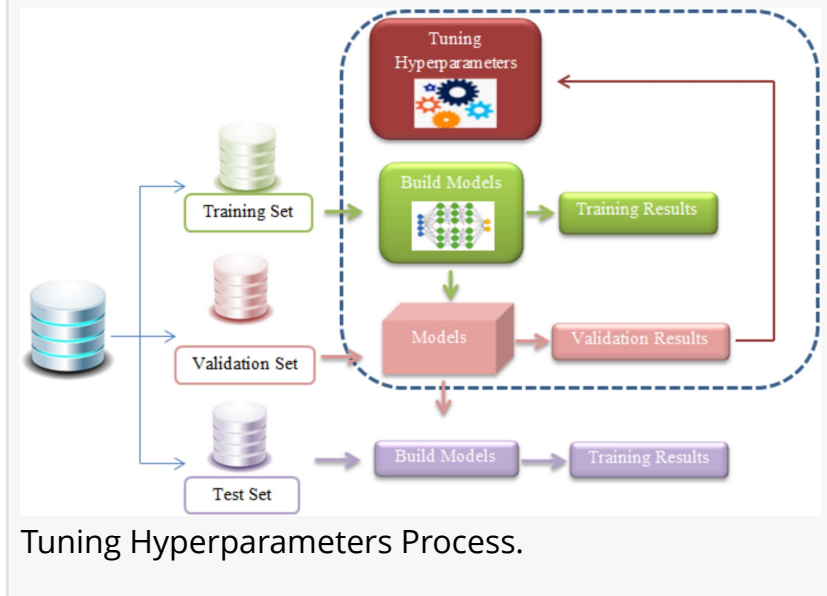 Tuning
Hyperparameters
Build Models
Training Set
Training Results
Models
Validation Results
Validation Set
Build Models
Training Results
Test Set
Tuning Hyperparameters Process.